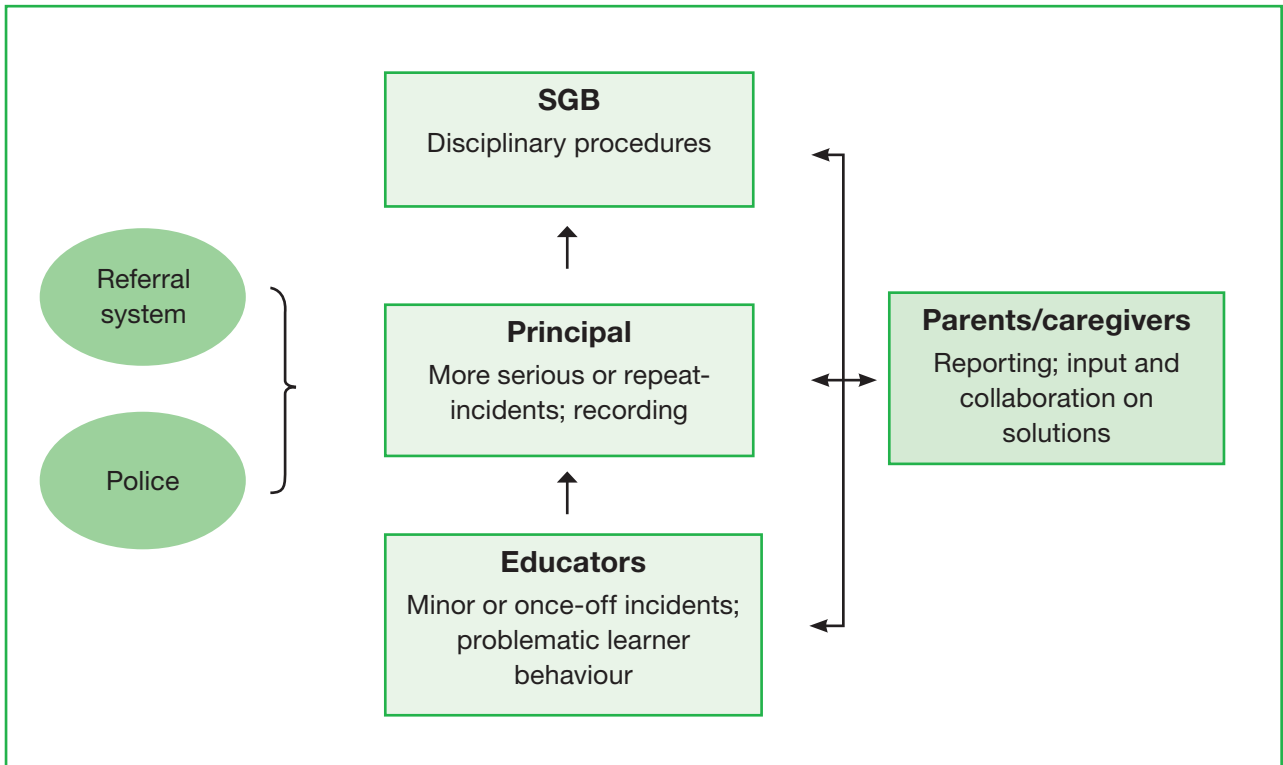 SGB
Disciplinary procedures
Referral
system
Police
Principal
More serious or repeat-
incidents; recording
Educators
Minor or once-off incidents;
problematic learner
behaviour
Parents/caregivers
Reporting; input and
collaboration on
solutions